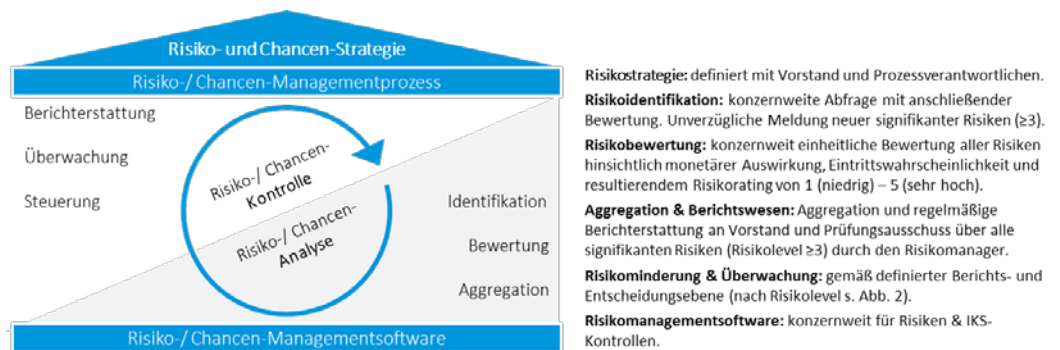 Risiko- und Chancen-Strategie
Risiko-/ Chancen-Managementprozess
Berichterstattung
Überwachung
Steuerung
Risiko-/ Chancen-
Kontrolle
Risiko-/ Chancen-
Analyse
Identifikation
Bewertung
Aggregation
Risiko-/ Chancen-Managementsoftware
Risikostrategie: definiert mit Vorstand und Prozessverantwortlichen.
Risikoidentifikation: konzernweite Abfrage mit anschließender
Bewertung. Unverzügliche Meldung neuer signifikanter Risiken (≥3).
Risikobewertung: konzernweit einheitliche Bewertung aller Risiken
hinsichtlich monetärer Auswirkung, Eintrittswahrscheinlichkeit und
resultierendem Risikorating von 1 (niedrig) – 5 (sehr hoch).
Aggregation & Berichtswesen: Aggregation und regelmäßige
Berichterstattung an Vorstand und Prüfungsausschuss über alle
signifikanten Risiken (Risikolevel ≥3) durch den Risikomanager.
Risikominderung & Überwachung: gemäß definierter Berichts- und
Entscheidungsebene (nach Risikolevel s. Abb. 2).
Risikomanagementsoftware: konzernweit für Risiken & IKS-
Kontrollen.